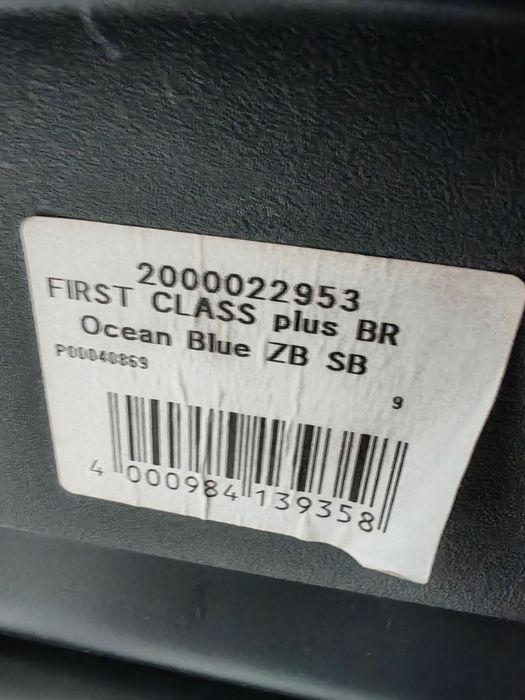 2000022953
FIRST CLASS plus BR
Ocean Blue ZB SB
P00040869
9
4 000984 139358